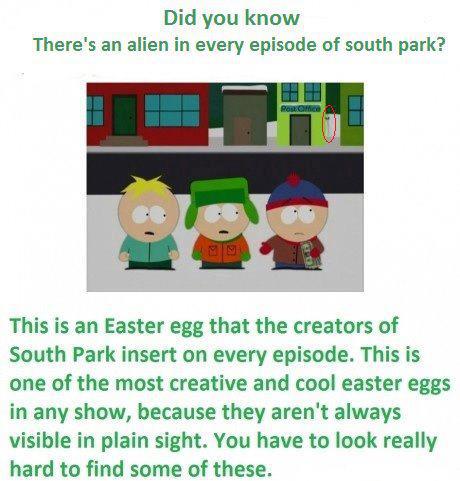 Did you know
There's an alien in every episode of south park?
Post Office
This is an Easter egg that the creators of
South Park insert on every episode. This is
one of the most creative and cool easter eggs
in any show, because they aren't always
visible in plain sight. You have to look really
hard to find some of these.